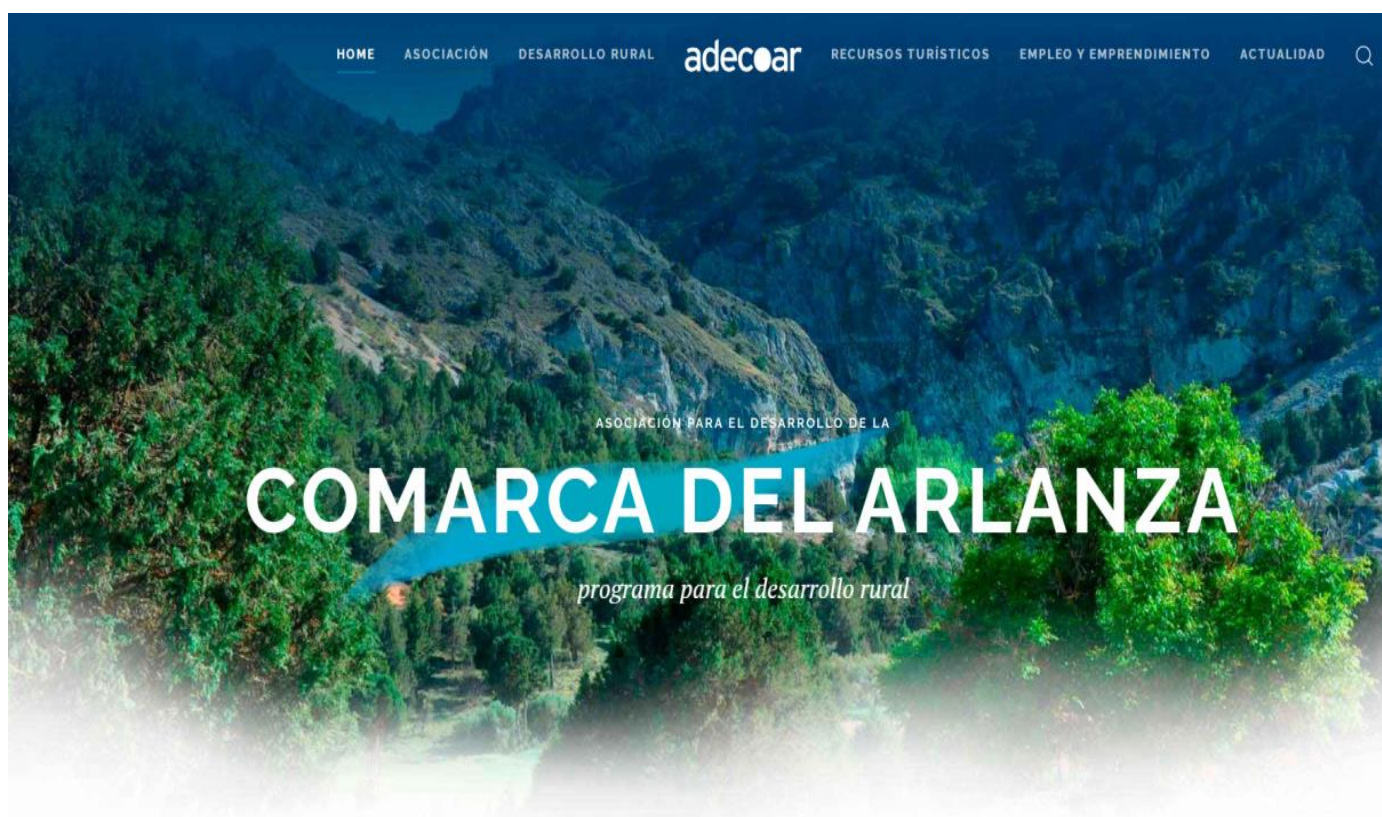 HOME ASOCIACIÓN DESARROLLO RURAL adecoar RECURSOS TURÍSTICOS EMPLEO Y EMPRENDIMIENTO ACTUALIDAD
ASOCIACIÓN PARA EL DESARROLLO DE LA
COMARCA DEL ARLANZA
programa para el desarrollo rural